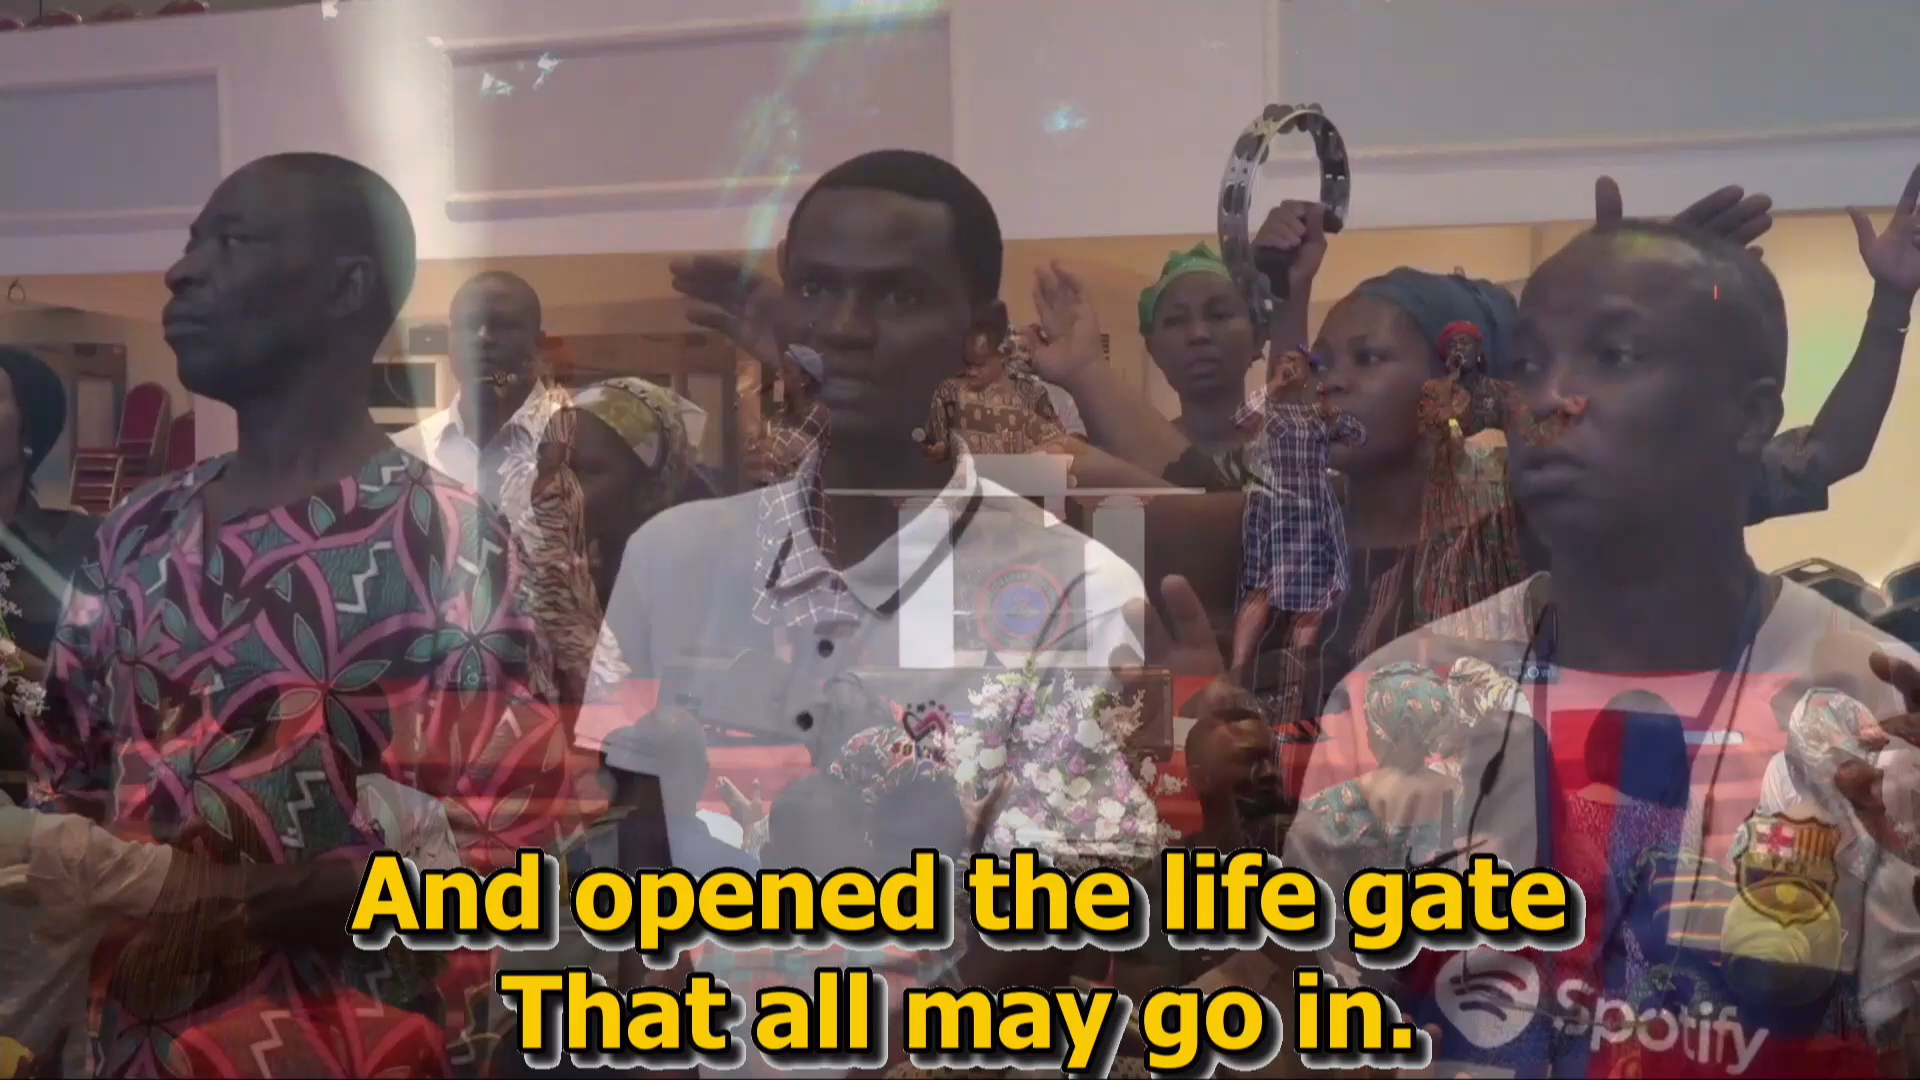 And opened the life gate
That all may go in.
Spotify